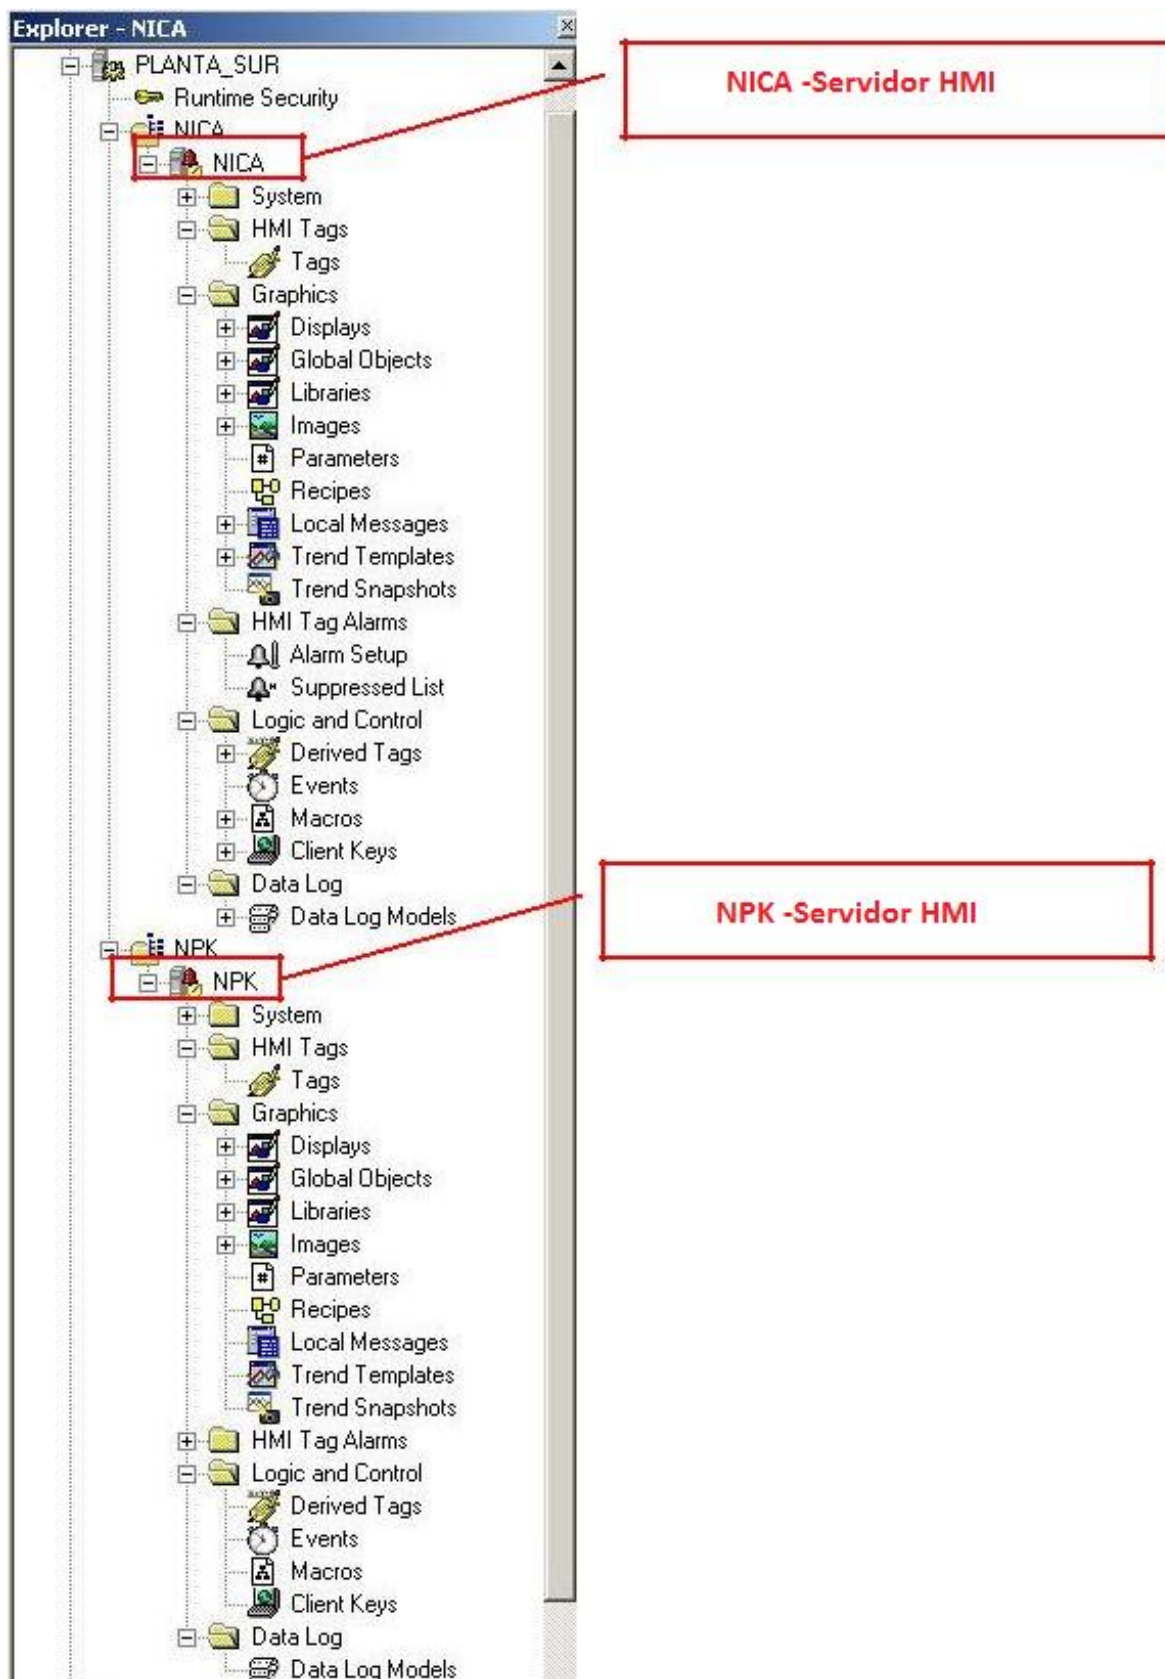 Explorer - NICA
PLANTA_SUR
Runtime Security
NICA
NICA
System
HMI Tags
Tags
Graphics
Displays
Global Objects
Libraries
Images
Parameters
Recipes
Local Messages
Trend Templates
Trend Snapshots
HMI Tag Alarms
Alarm Setup
Suppressed List
Logic and Control
Derived Tags
Events
Macros
Client Keys
Data Log
Data Log Models
NPK
NPK
System
HMI Tags
Tags
Graphics
Displays
Global Objects
Libraries
Images
Parameters
Recipes
Local Messages
Trend Templates
Trend Snapshots
HMI Tag Alarms
Logic and Control
Derived Tags
Events
Macros
Client Keys
Data Log
Data Log Models
NICA -Servidor HMI
NPK -Servidor HMI